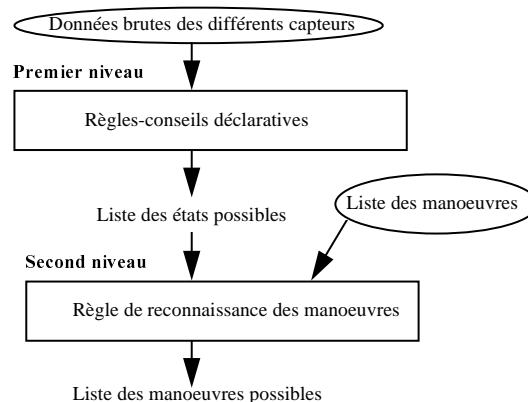 Données brutes des différents capteurs
Premier niveau
Règles-conseils déclaratives
Liste des états possibles
Liste des manoeuvres
Second niveau
Règle de reconnaissance des manoeuvres
Liste des manoeuvres possibles